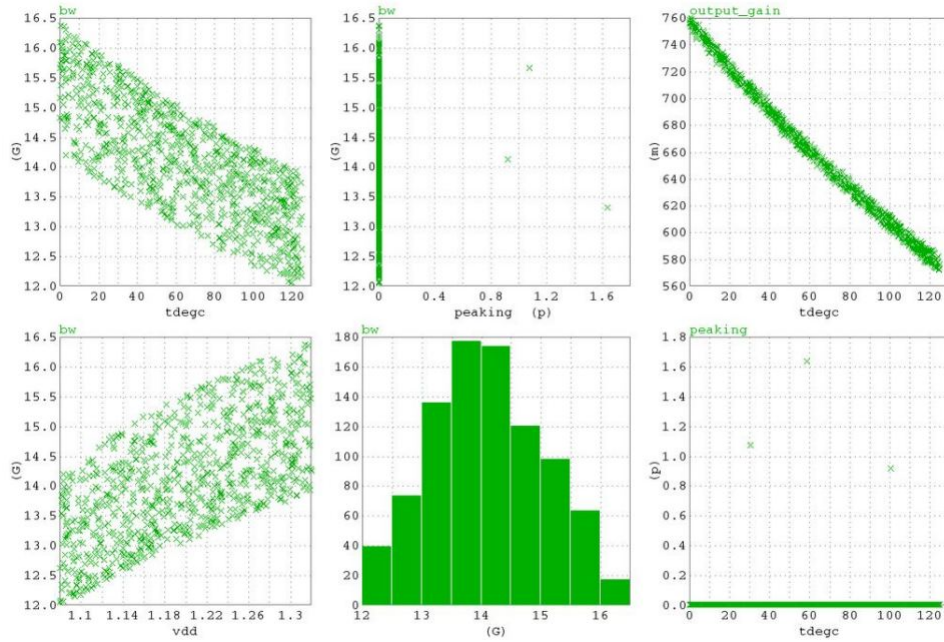 bw
16.5
16.0
15.5
15.0
14.5
14.0
13.5
13.0
12.5
12.0
(G)
0 20 40 60 80 100 120
tdegc
bw
16.5
16.0
15.5
15.0
14.5
14.0
13.5
13.0
12.5
12.0
(G)
0 0.4 0.8 1.2 1.6
peaking (p)
output_gain
760
740
720
700
680
660
640
620
600
580
560
(m)
0 20 40 60 80 100 120
tdegc
bw
16.5
16.0
15.5
15.0
14.5
14.0
13.5
13.0
12.5
12.0
(G)
1.1 1.14 1.18 1.22 1.26 1.3
vdd
bw
180
160
140
120
100
80
60
40
20
0
12 13 14 15 16
(G)
peaking
1.8
1.6
1.4
1.2
1.0
0.8
0.6
0.4
0.2
0.0
(p)
0 20 40 60 80 100 120
tdegc